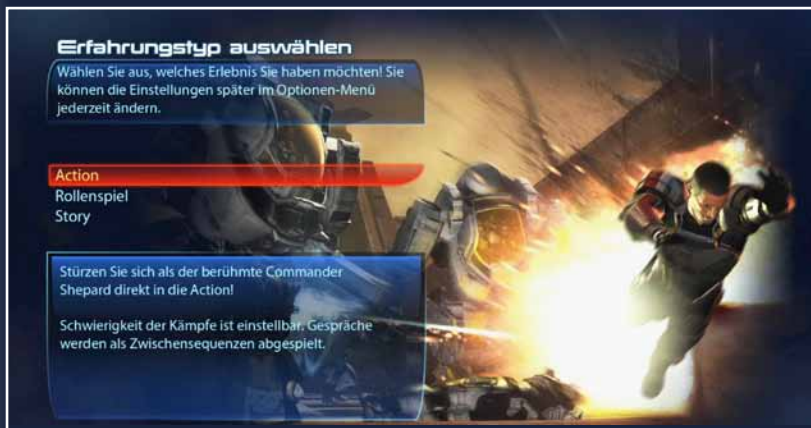 Erfahrungstyp auswählen
Wählen Sie aus, welches Erlebnis Sie haben möchten! Sie
können die Einstellungen später im Optionen-Menü
jederzeit ändern.
Action
Rollenspiel
Story
Stürzen Sie sich als der berühmte Commander
Shepard direkt in die Action!
Schwierigkeit der Kämpfe ist einstellbar. Gespräche
werden als Zwischensequenzen abgespielt.